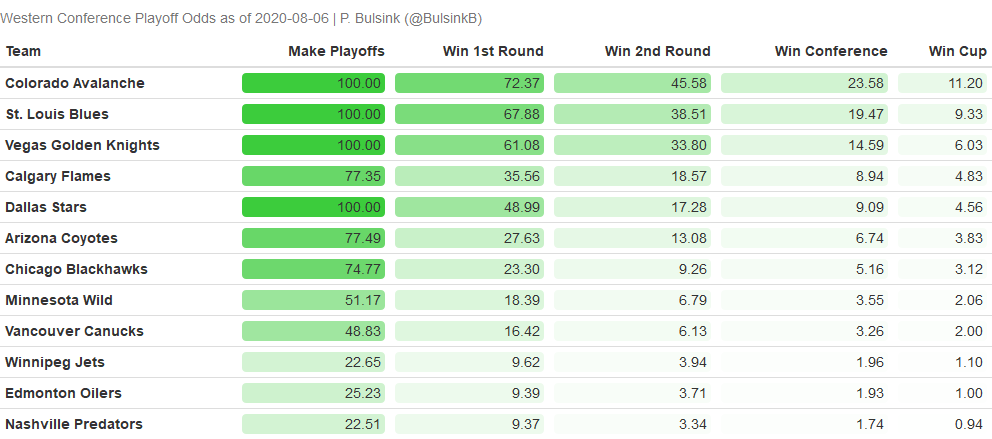 Western Conference Playoff Odds as of 2020-08-06 | P. Bulsink (@BulsinkB)
Team Make Playoffs Win 1st Round Win 2nd Round Win Conference Win Cup
Colorado Avalanche 100.00 72.37 45.58 23.58 11.20
St. Louis Blues 100.00 67.88 38.51 19.47 9.33
Vegas Golden Knights 100.00 61.08 33.80 14.59 6.03
Calgary Flames 77.35 35.56 18.57 8.94 4.83
Dallas Stars 100.00 48.99 17.28 9.09 4.56
Arizona Coyotes 77.49 27.63 13.08 6.74 3.83
Chicago Blackhawks 74.77 23.30 9.26 5.16 3.12
Minnesota Wild 51.17 18.39 6.79 3.55 2.06
Vancouver Canucks 48.83 16.42 6.13 3.26 2.00
Winnipeg Jets 22.65 9.62 3.94 1.96 1.10
Edmonton Oilers 25.23 9.39 3.71 1.93 1.00
Nashville Predators 22.51 9.37 3.34 1.74 0.94